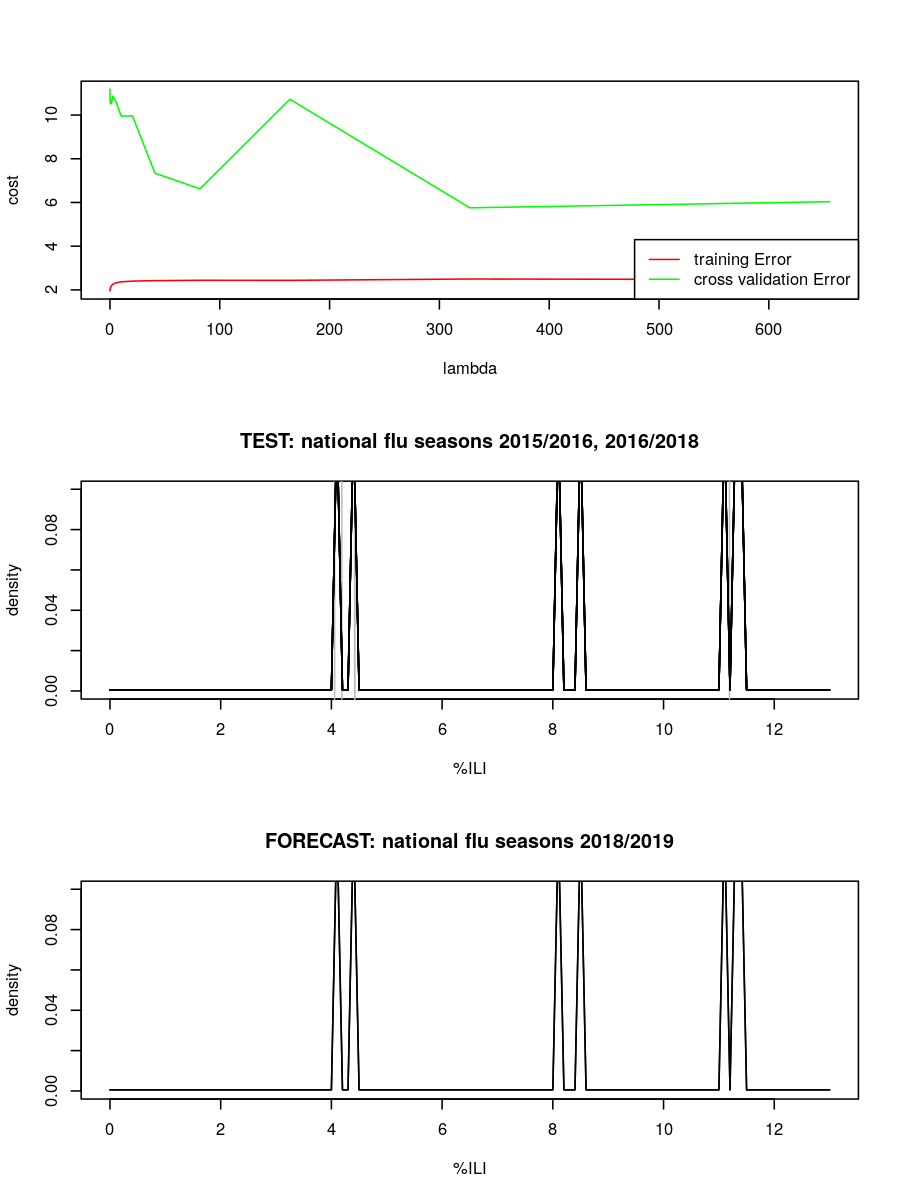 10
8
6
4
2
cost
training Error
cross validation Error
0 100 200 300 400 500 600
lambda
TEST: national flu seasons 2015/2016, 2016/2018
0.08
0.04
0.00
density
0 2 4 6 8 10 12
%ILI
FORECAST: national flu seasons 2018/2019
0.08
0.04
0.00
density
0 2 4 6 8 10 12
%ILI